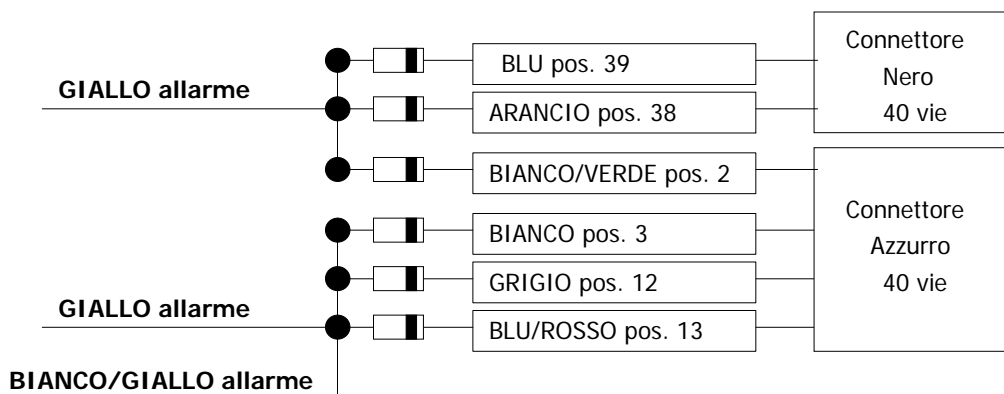 GIALLO allarme
BLU pos. 39
ARANCIO pos. 38
BIANCO/VERDE pos. 2
Connettore
Nero
40 vie
GIALLO allarme
BIANCO/GIALLO allarme
BIANCO pos. 3
GRIGIO pos. 12
BLU/ROSSO pos. 13
Connettore
Azzurro
40 vie